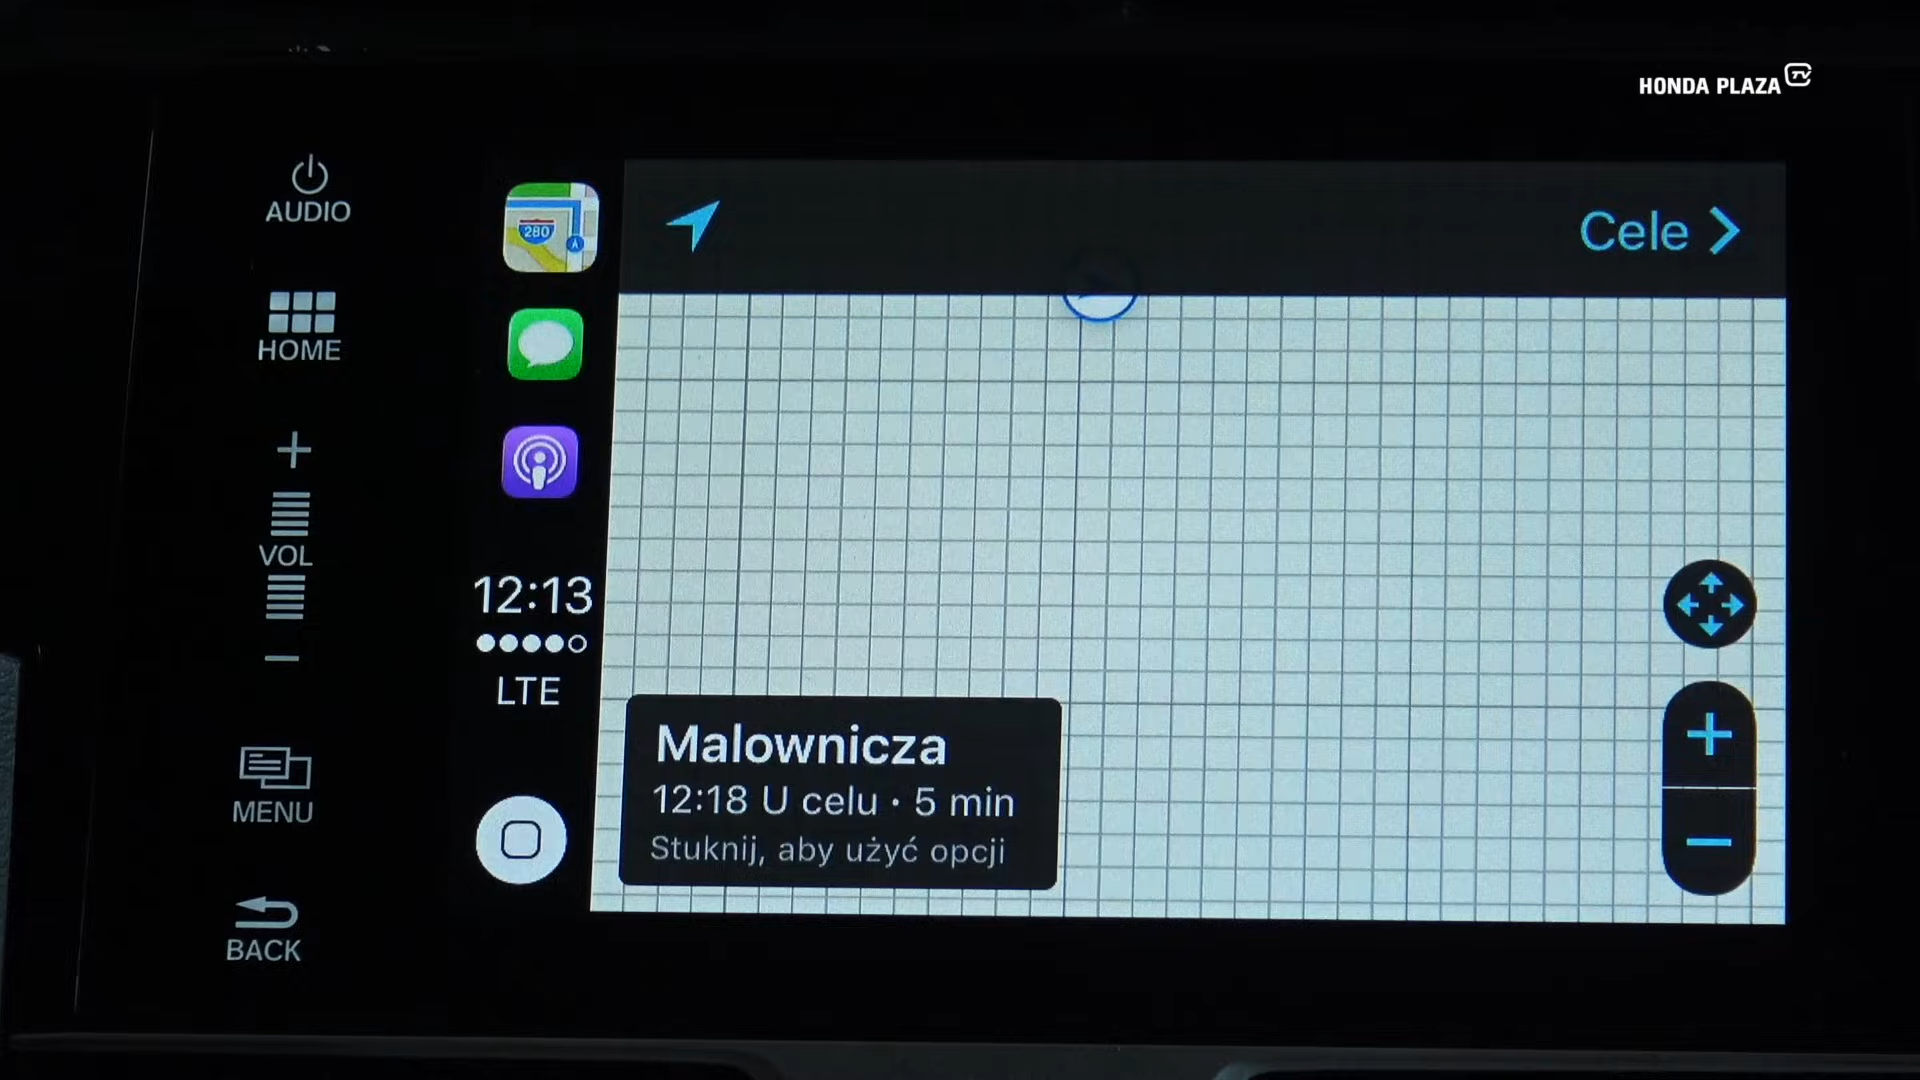 HONDA PLAZA TV
AUDIO
HOME
+
VOL
−
MENU
BACK
280
12:13
LTE
Cele >
Malownicza
12:18 U celu • 5 min
Stuknij, aby użyć opcji
+
−